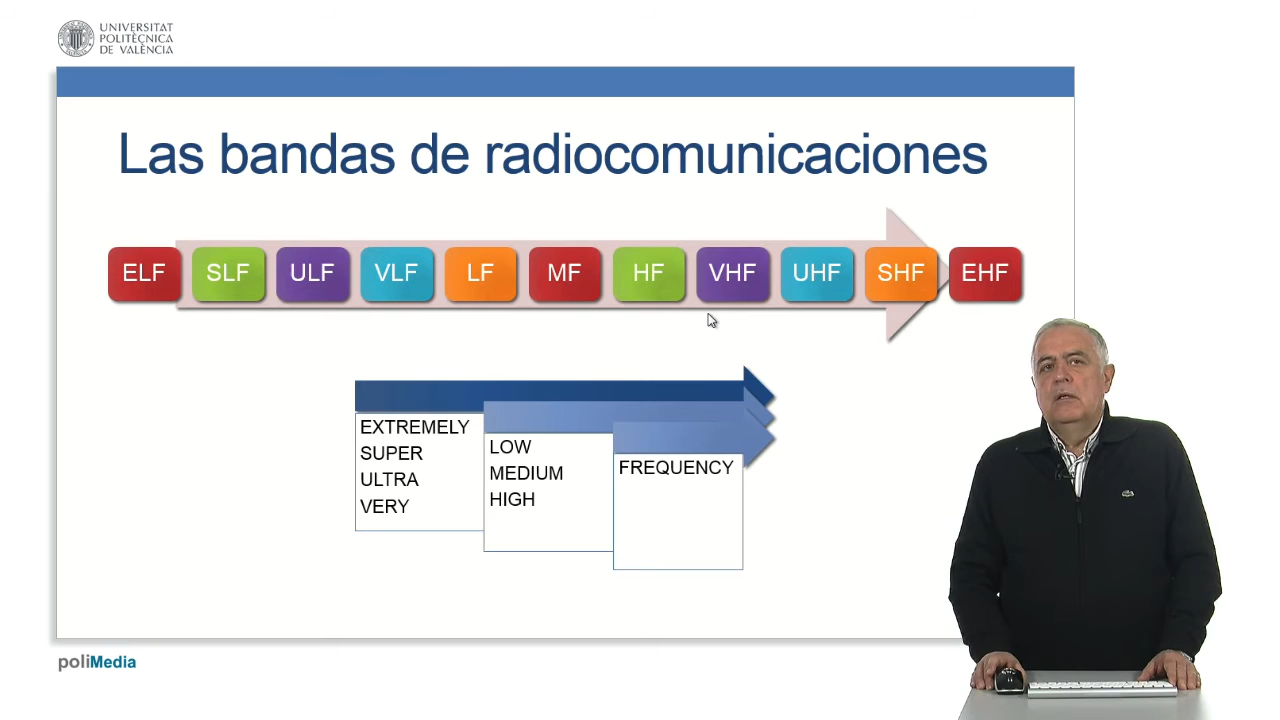 UNIVERSITAT
POLITÈCNICA
DE VALÈNCIA
Las bandas de radiocomunicaciones
ELF SLF ULF VLF LF MF HF VHF UHF SHF EHF
EXTREMELY
SUPER
ULTRA
VERY
LOW
MEDIUM
HIGH
FREQUENCY
poliMedia